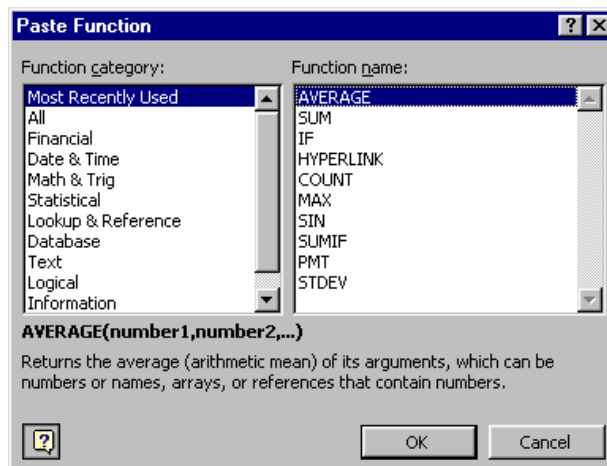 Paste Function
Function category:
Most Recently Used
All
Financial
Date & Time
Math & Trig
Statistical
Lookup & Reference
Database
Text
Logical
Information
Function name:
AVERAGE
SUM
IF
HYPERLINK
COUNT
MAX
SIN
SUMIF
PMT
STDEV
AVERAGE(number1,number2,...)
Returns the average (arithmetic mean) of its arguments, which can be
numbers or names, arrays, or references that contain numbers.
OK
Cancel